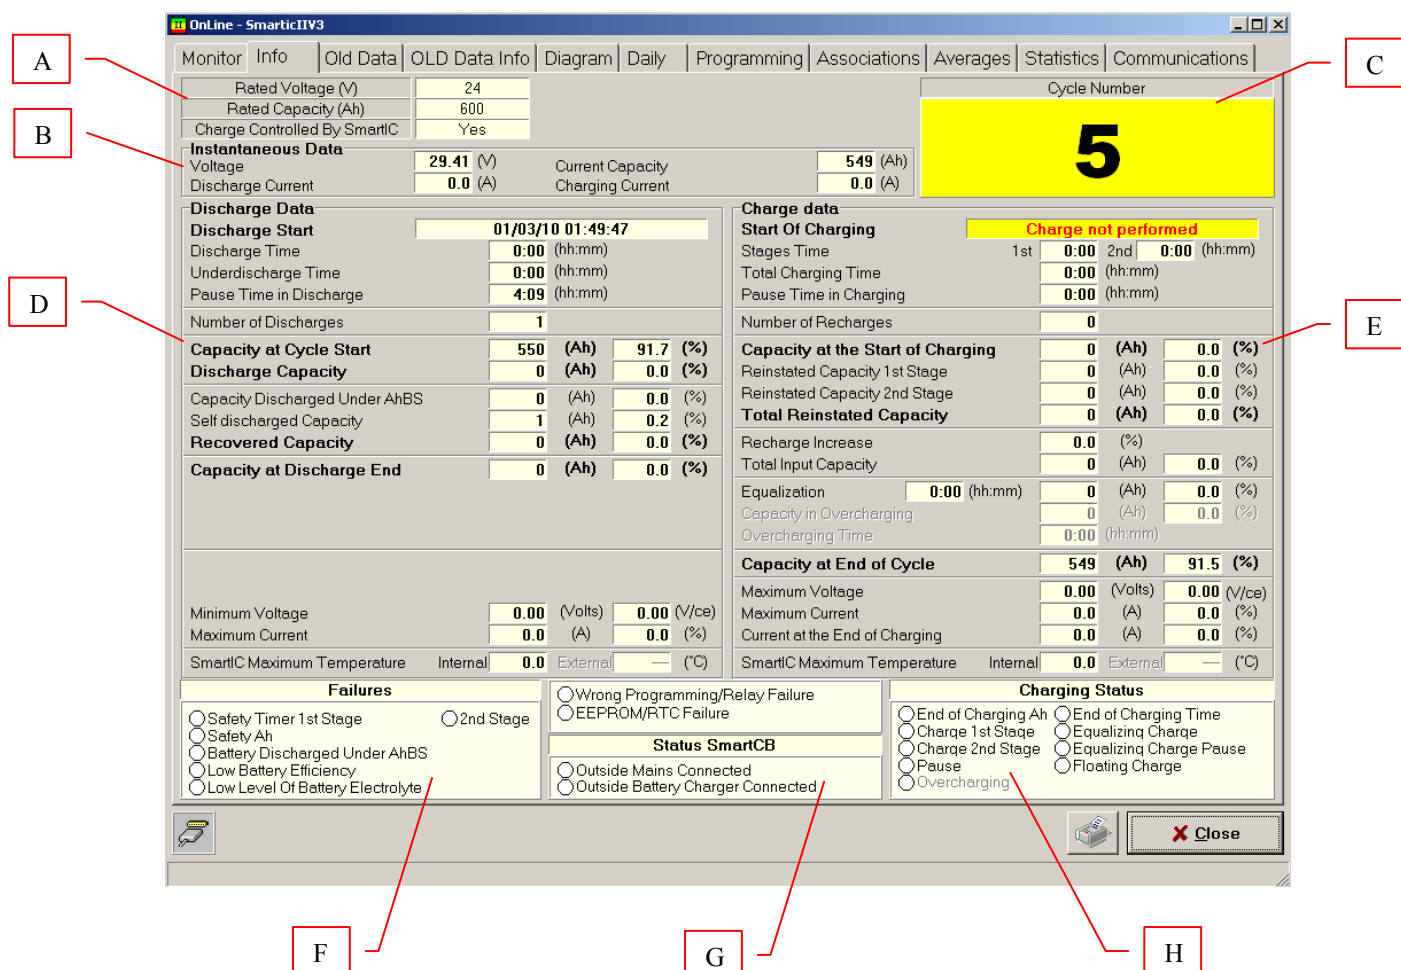 OnLine - SmarticIIV3
Monitor Info Old Data OLD Data Info Diagram Daily Programming Associations Averages Statistics Communications
A
C
Rated Voltage (V) 24
Cycle Number
Rated Capacity (Ah) 600
Charge Controlled By SmartIC Yes
5
B
Instantaneous Data
Voltage 29.41 (V) Current Capacity 549 (Ah)
Discharge Current 0.0 (A) Charging Current 0.0 (A)
Discharge Data
Discharge Start 01/03/10 01:49:47
Discharge Time 0:00 (hh:mm)
Underdischarge Time 0:00 (hh:mm)
Pause Time in Discharge 4:09 (hh:mm)
D
Number of Discharges 1
Capacity at Cycle Start 550 (Ah) 91.7 (%)
Discharge Capacity 0 (Ah) 0.0 (%)
Capacity Discharged Under AhBS 0 (Ah) 0.0 (%)
Self discharged Capacity 1 (Ah) 0.2 (%)
Recovered Capacity 0 (Ah) 0.0 (%)
Capacity at Discharge End 0 (Ah) 0.0 (%)
Minimum Voltage 0.00 (Volts) 0.00 (V/ce)
Maximum Current 0.0 (A) 0.0 (%)
SmartIC Maximum Temperature Internal 0.0 External --- (°C)
Charge data
Start Of Charging Charge not performed
Stages Time 1st 0:00 2nd 0:00 (hh:mm)
Total Charging Time 0:00 (hh:mm)
Pause Time in Charging 0:00 (hh:mm)
E
Number of Recharges 0
Capacity at the Start of Charging 0 (Ah) 0.0 (%)
Reinstated Capacity 1st Stage 0 (Ah) 0.0 (%)
Reinstated Capacity 2nd Stage 0 (Ah) 0.0 (%)
Total Reinstated Capacity 0 (Ah) 0.0 (%)
Recharge Increase 0.0 (%)
Total Input Capacity 0 (Ah) 0.0 (%)
Equalization 0:00 (hh:mm) 0 (Ah) 0.0 (%)
Capacity in Overcharging 0 (Ah) 0.0 (%)
Overcharging Time 0:00 (hh:mm)
Capacity at End of Cycle 549 (Ah) 91.5 (%)
Maximum Voltage 0.00 (Volts) 0.00 (V/ce)
Maximum Current 0.0 (A) 0.0 (%)
Current at the End of Charging 0.0 (A) 0.0 (%)
SmartIC Maximum Temperature Internal 0.0 External --- (°C)
Failures
Safety Timer 1st Stage 2nd Stage
Safety Ah
Battery Discharged Under AhBS
Low Battery Efficiency
Low Level Of Battery Electrolyte
Wrong Programming/Relay Failure
EEPROM/RTC Failure
Status SmartCB
Outside Mains Connected
Outside Battery Charger Connected
Charging Status
End of Charging Ah End of Charging Time
Charge 1st Stage Equalizing Charge
Charge 2nd Stage Equalizing Charge Pause
Pause Floating Charge
Overcharging
Close
F
G
H